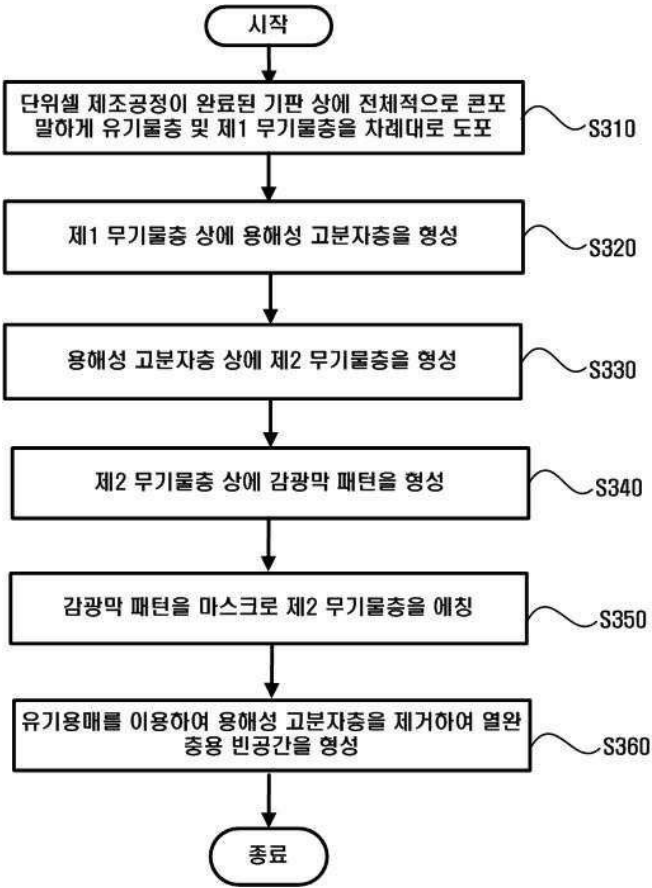 시작
단위셀 제조공정이 완료된 기판 상에 전체적으로 콘포
말하게 유기물층 및 제1 무기물층을 차례대로 도포
S310
제1 무기물층 상에 용해성 고분자층을 형성
S320
용해성 고분자층 상에 제2 무기물층을 형성
S330
제2 무기물층 상에 감광막 패턴을 형성
S340
감광막 패턴을 마스크로 제2 무기물층을 에칭
S350
유기용매를 이용하여 용해성 고분자층을 제거하여 열완
충용 빈공간을 형성
S360
종료